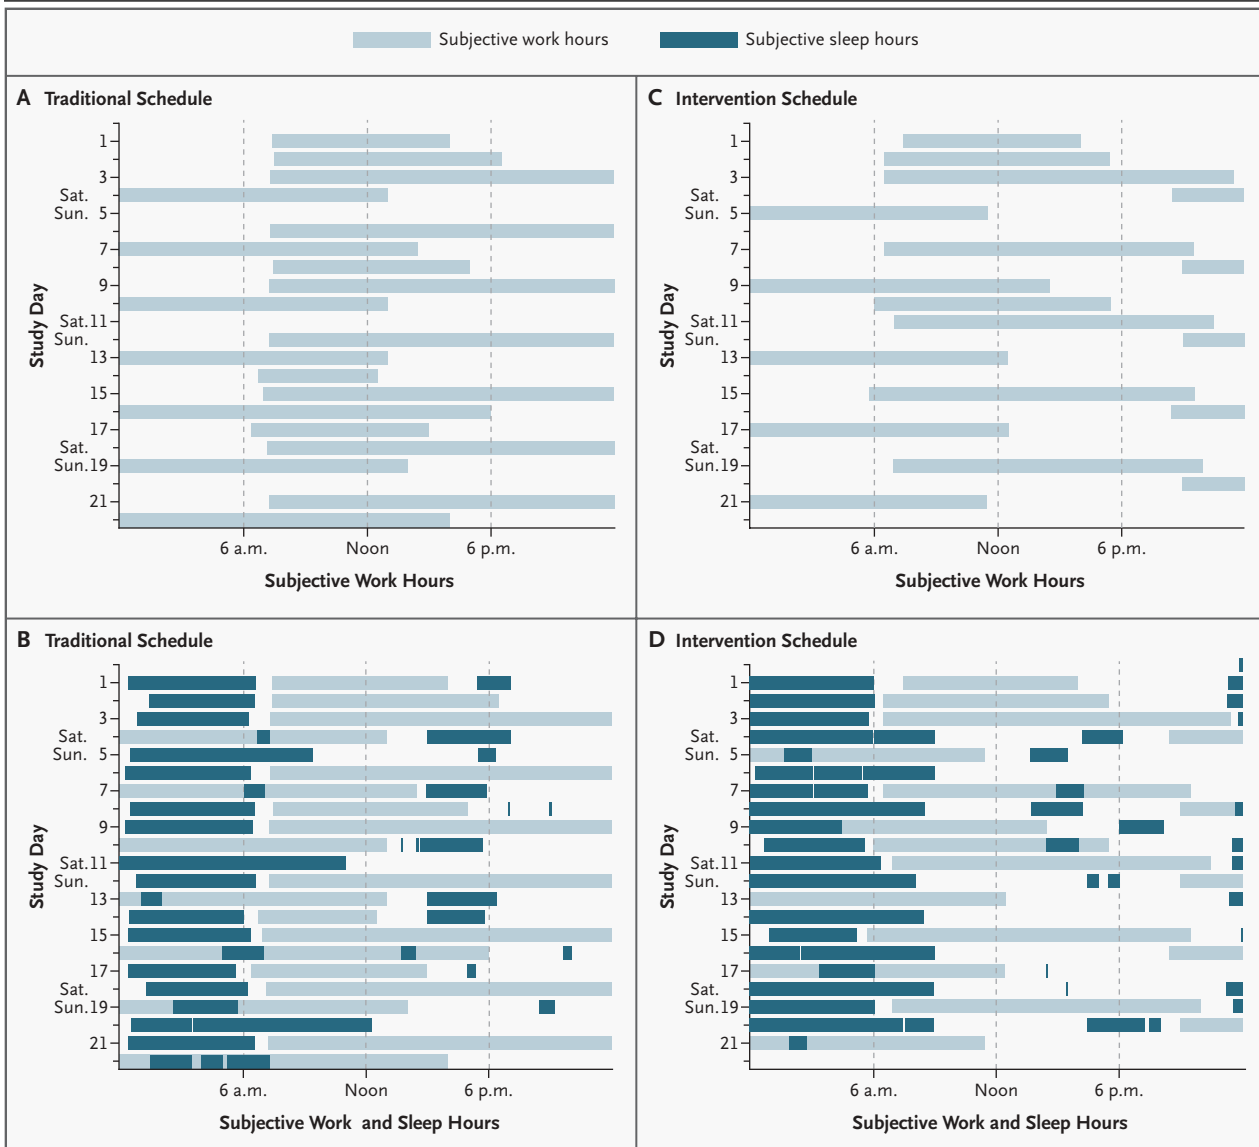 Subjective work hours
Subjective sleep hours
A Traditional Schedule
1
3
Sat.
Sun. 5
7
9
Sat.11
Sun.
13
15
17
Sat.
Sun.19
21
Study Day
6 a.m. Noon 6 p.m.
Subjective Work Hours
C Intervention Schedule
1
3
Sat.
Sun. 5
7
9
Sat.11
Sun.
13
15
17
Sat.
Sun.19
21
Study Day
6 a.m. Noon 6 p.m.
Subjective Work Hours
B Traditional Schedule
1
3
Sat.
Sun. 5
7
9
Sat.11
Sun.
13
15
17
Sat.
Sun.19
21
Study Day
6 a.m. Noon 6 p.m.
Subjective Work and Sleep Hours
D Intervention Schedule
1
3
Sat.
Sun. 5
7
9
Sat.11
Sun.
13
15
17
Sat.
Sun.19
21
Study Day
6 a.m. Noon 6 p.m.
Subjective Work and Sleep Hours